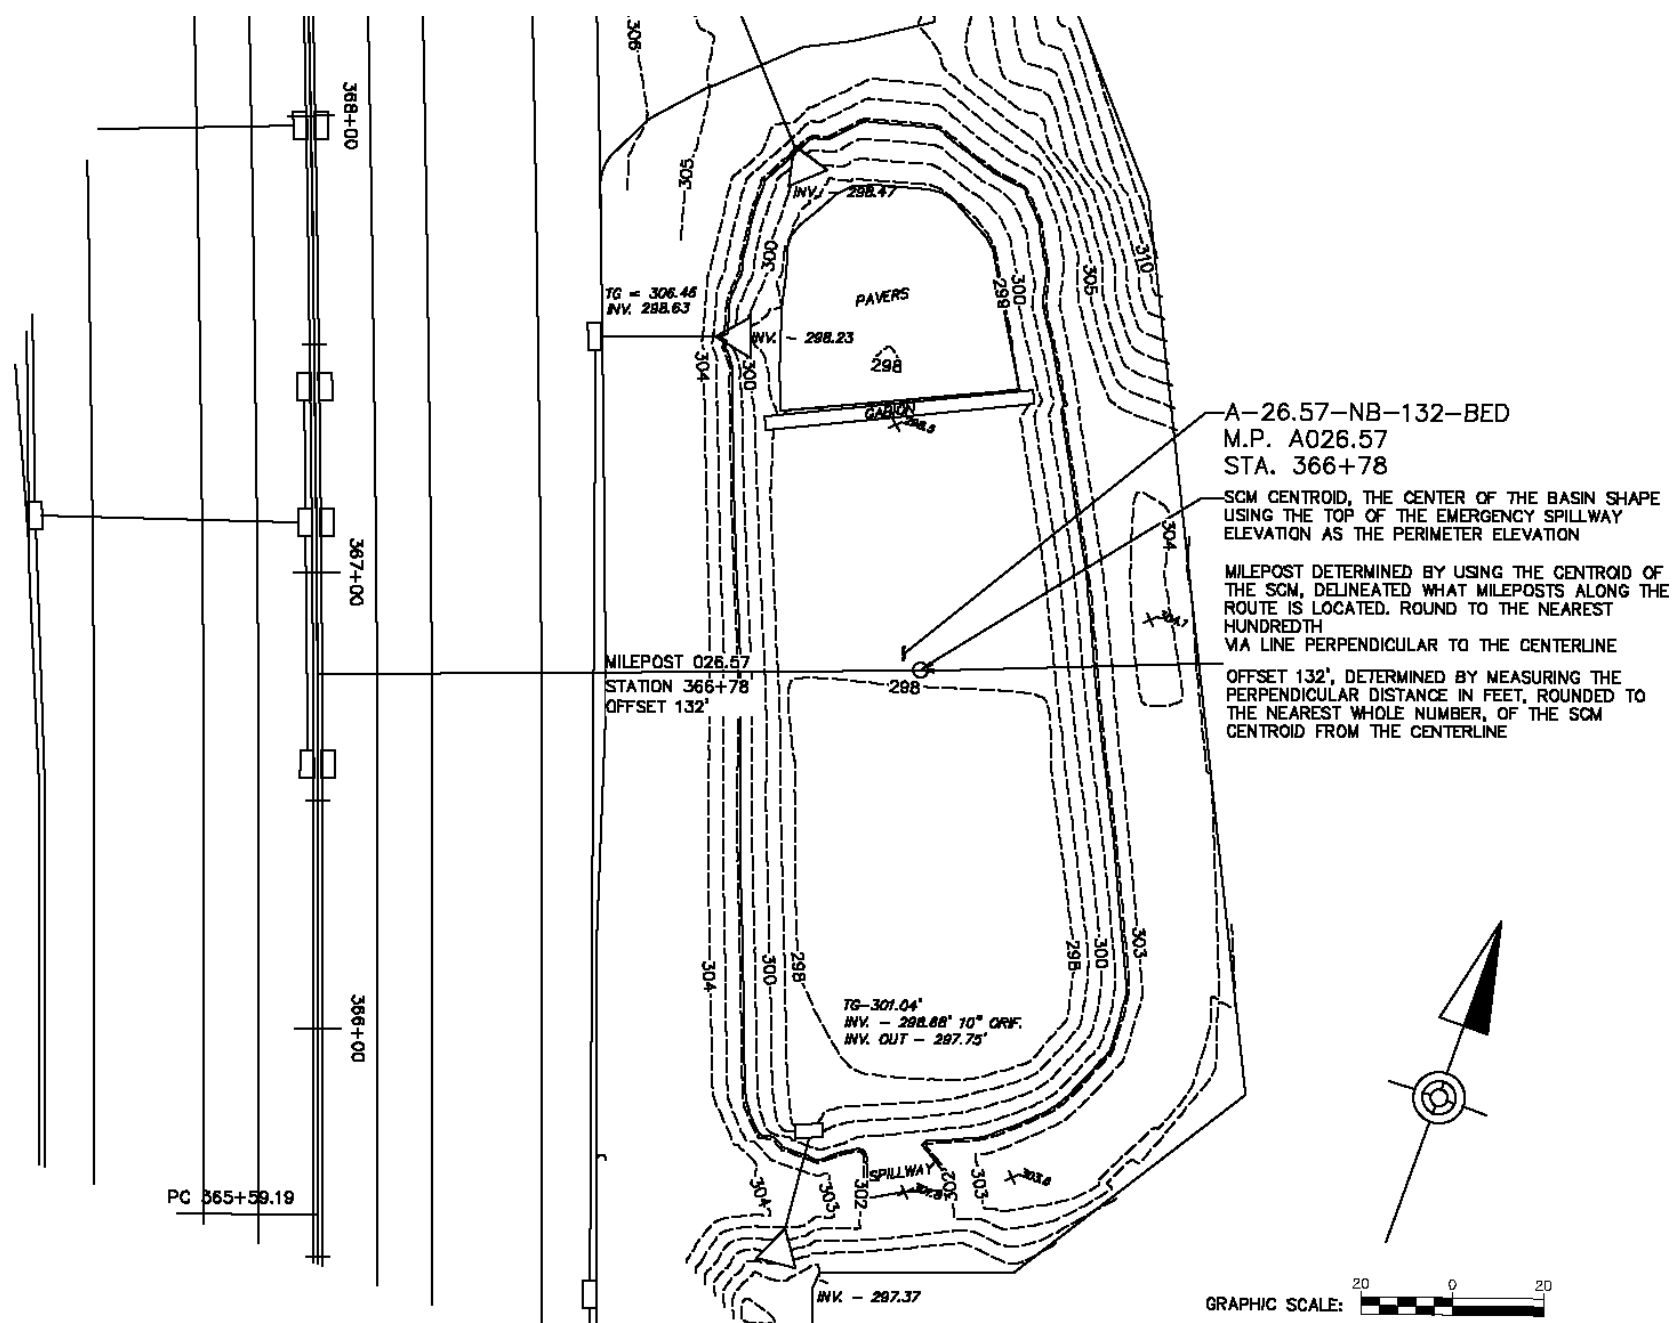 306
368+00
305
INV. - 298.47
300
310
305
TG = 306.46
INV. 298.63
300
299
PAVERS
INV. - 298.23
304
300
298
GABION
298.5
A-26.57-NB-132-BED
M.P. A026.57
STA. 366+78
SCM CENTROID, THE CENTER OF THE BASIN SHAPE
USING THE TOP OF THE EMERGENCY SPILLWAY
ELEVATION AS THE PERIMETER ELEVATION
304
367+00
MILEPOST DETERMINED BY USING THE CENTROID OF
THE SCM, DELINEATED WHAT MILEPOSTS ALONG THE
ROUTE IS LOCATED. ROUND TO THE NEAREST
HUNDREDTH
VIA LINE PERPENDICULAR TO THE CENTERLINE
304.1
MILEPOST 026.57
STATION 366+78
OFFSET 132'
298
OFFSET 132', DETERMINED BY MEASURING THE
PERPENDICULAR DISTANCE IN FEET, ROUNDED TO
THE NEAREST WHOLE NUMBER, OF THE SCM
CENTROID FROM THE CENTERLINE
304
300
298
298
300
303
366+00
TG-301.04'
INV. - 298.68' 10" ORIF.
INV. OUT - 297.75'
PC 365+59.19
304
303
302
SPILLWAY
302
303
303.6
INV. - 297.37
GRAPHIC SCALE:
20 0 20